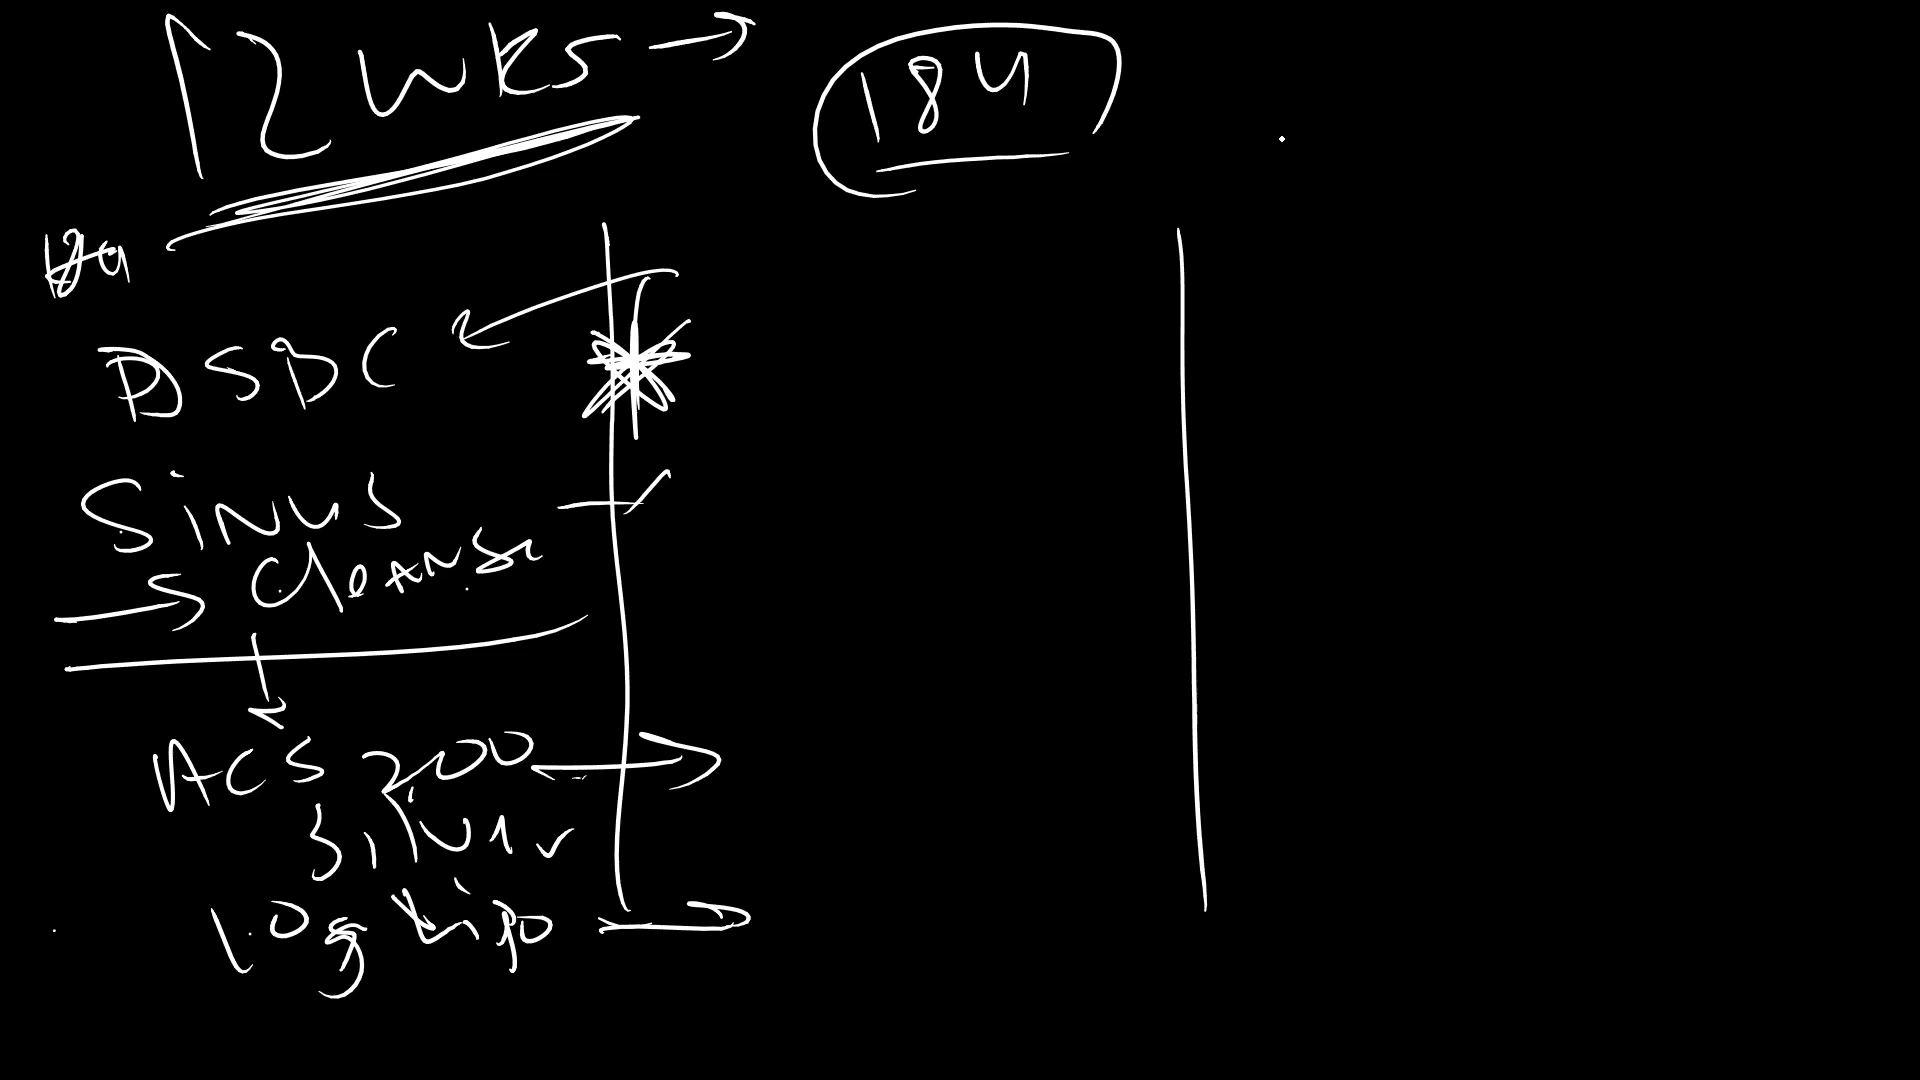 12 WKS → 184
DSDC
SiNUS
→ Cleanse
ACS 200 →
Silver